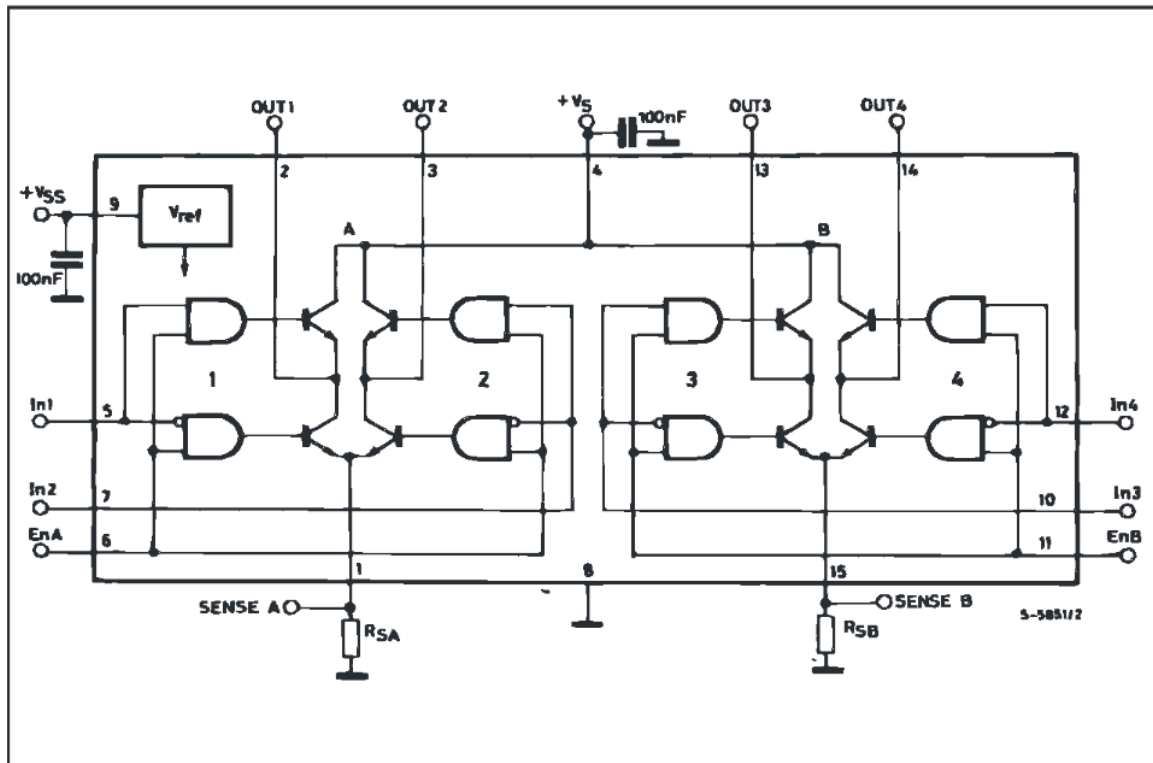 OUT1 OUT2 +VS 100nF OUT3 OUT4
2 3 4 13 14
+VSS 9 Vref
A B
100nF
1 2 3 4
In1 5 12 In4
In2 7 10 In3
EnA 6 11 EnB
1 8 15
SENSE A SENSE B
S-5851/2
RSA RSB